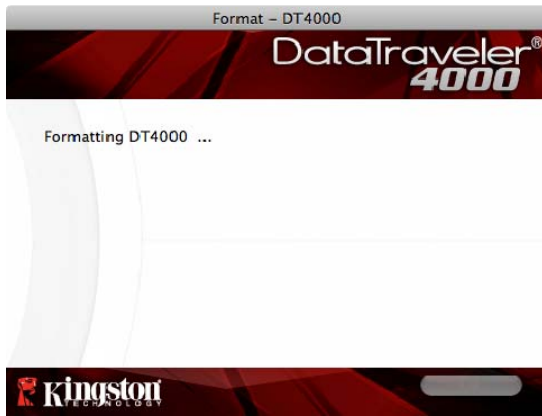 Format – DT4000
DataTraveler®
4000
Formatting DT4000 ...
Kingston
TECHNOLOGY